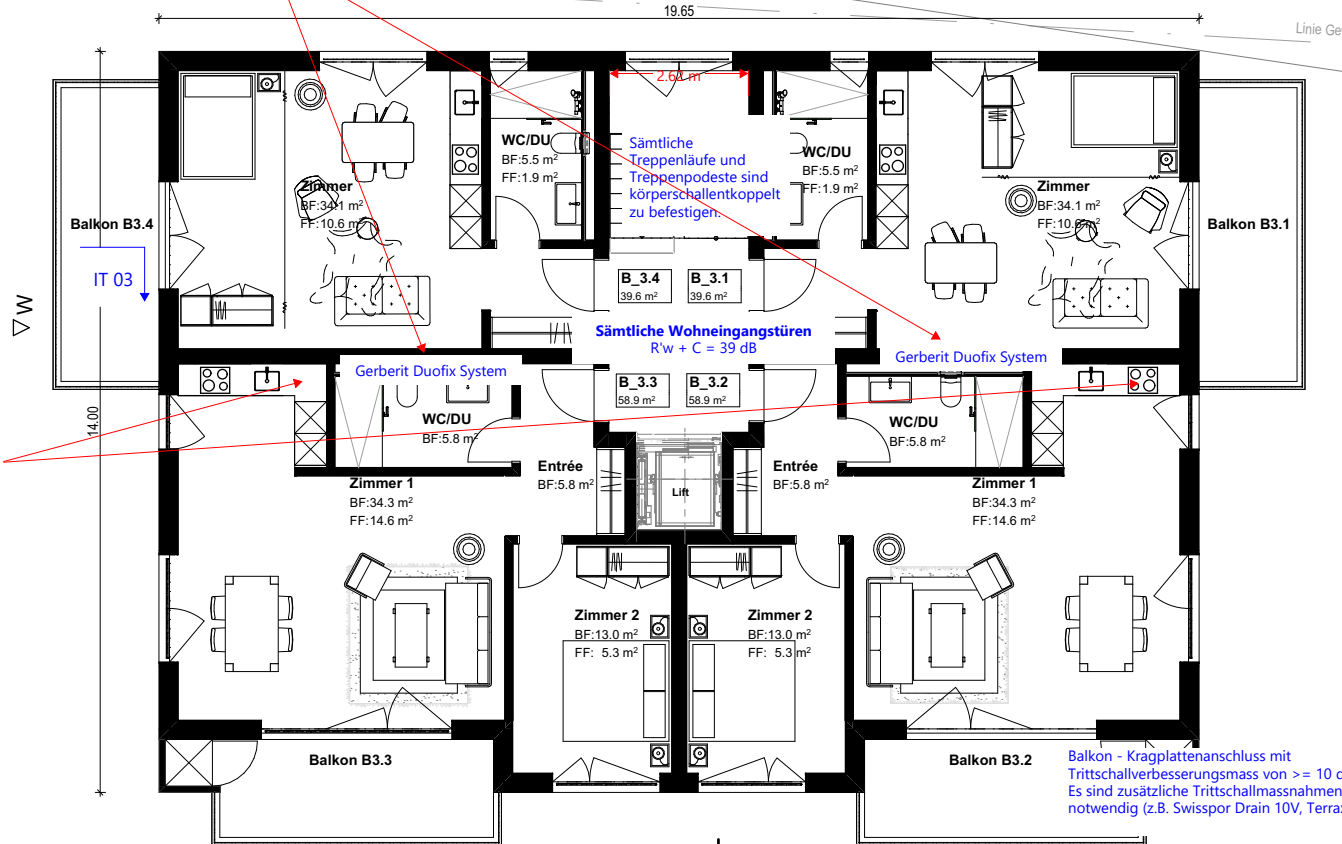 19.65
Linie Ge
2.62 m
WC/DU
BF:5.5 m²
FF:1.9 m²
Sämtliche
Treppenläufe und
Treppenpodeste sind
körperschallentkoppelt
zu befestigen.
WC/DU
BF:5.5 m²
FF:1.9 m²
Zimmer
BF:34.1 m²
FF:10.6 m²
Zimmer
BF:34.1 m²
FF:10.6 m²
Balkon B3.4
Balkon B3.1
IT 03
W
B_3.4
39.6 m²
B_3.1
39.6 m²
Sämtliche Wohneingangstüren
R'w + C = 39 dB
Gerberit Duofix System
Gerberit Duofix System
B_3.3
58.9 m²
B_3.2
58.9 m²
14.00
WC/DU
BF:5.8 m²
WC/DU
BF:5.8 m²
Entrée
BF:5.8 m²
Entrée
BF:5.8 m²
Lift
Zimmer 1
BF:34.3 m²
FF:14.6 m²
Zimmer 1
BF:34.3 m²
FF:14.6 m²
Zimmer 2
BF:13.0 m²
FF: 5.3 m²
Zimmer 2
BF:13.0 m²
FF: 5.3 m²
Balkon B3.3
Balkon B3.2
Balkon - Kragplattenanschluss mit
Trittschallverbesserungsmass von >= 10 d
Es sind zusätzliche Trittschallmassnahmen
notwendig (z.B. Swisspor Drain 10V, Terra